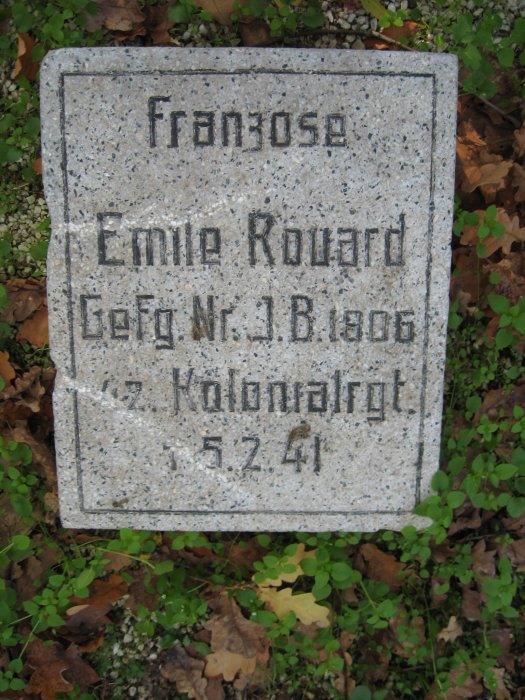 Franzose
Emile Rouard
Gefg. Nr. J.B. 1806
Kolonialrgt.
† 5.2.41